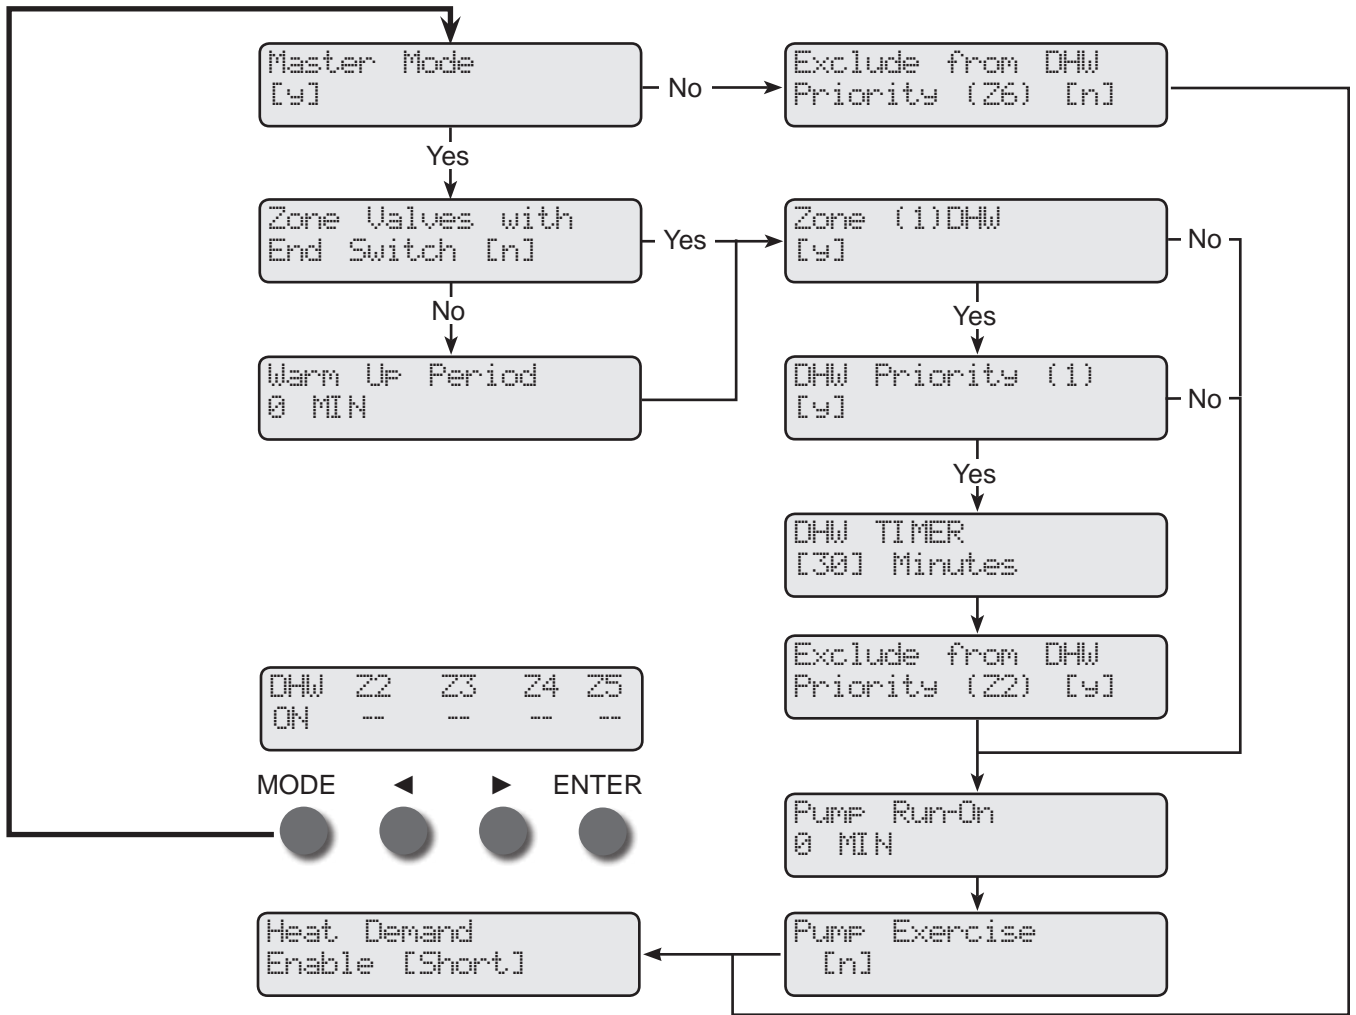 Master Mode
[y]
No
Exclude from DHW
Priority (Z6) [n]
Yes
Zone Valves with
End Switch [n]
Yes
Zone (1)DHW
[y]
No
No
Yes
Warm Up Period
0 MIN
DHW Priority (1)
[y]
No
Yes
DHW TIMER
[30] Minutes
Exclude from DHW
Priority (Z2) [y]
DHW Z2 Z3 Z4 Z5
ON -- -- -- --
MODE ◄ ► ENTER
Pump Run-On
0 MIN
Heat Demand
Enable [Short]
Pump Exercise
[n]